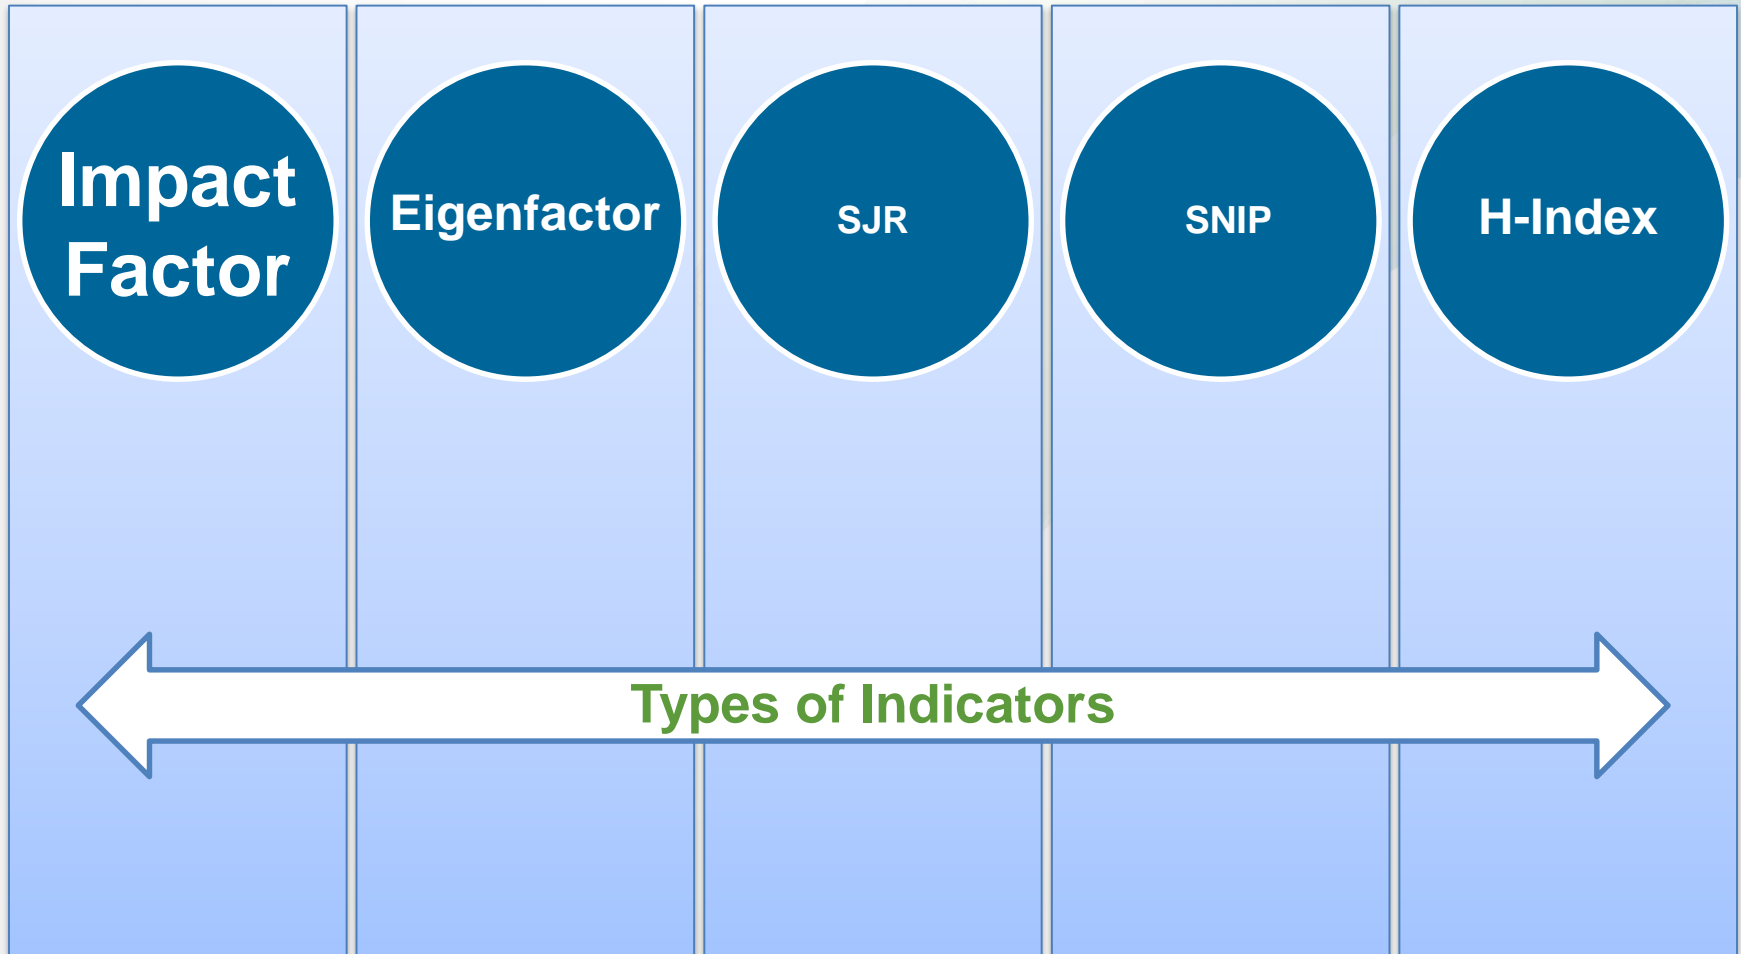 Impact
Factor
Eigenfactor
SJR
SNIP
H-Index
Types of Indicators